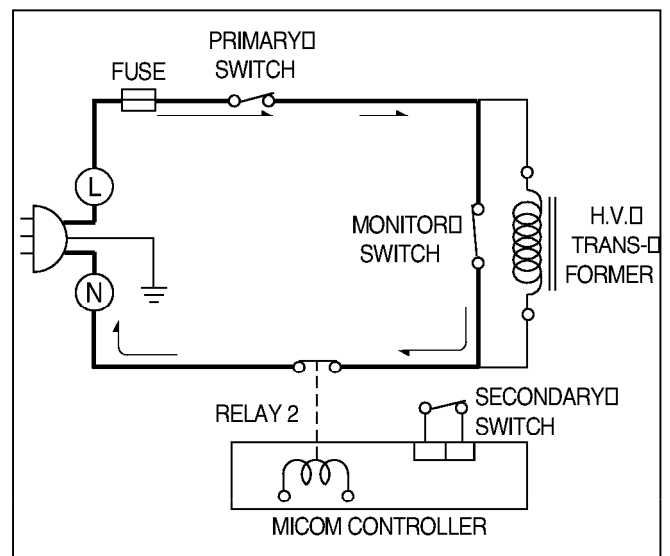 PRIMARY□
SWITCH
FUSE
L
MONITOR□
SWITCH
H.V.□
TRANS-□
FORMER
N
RELAY 2
SECONDARY□
SWITCH
MICOM CONTROLLER